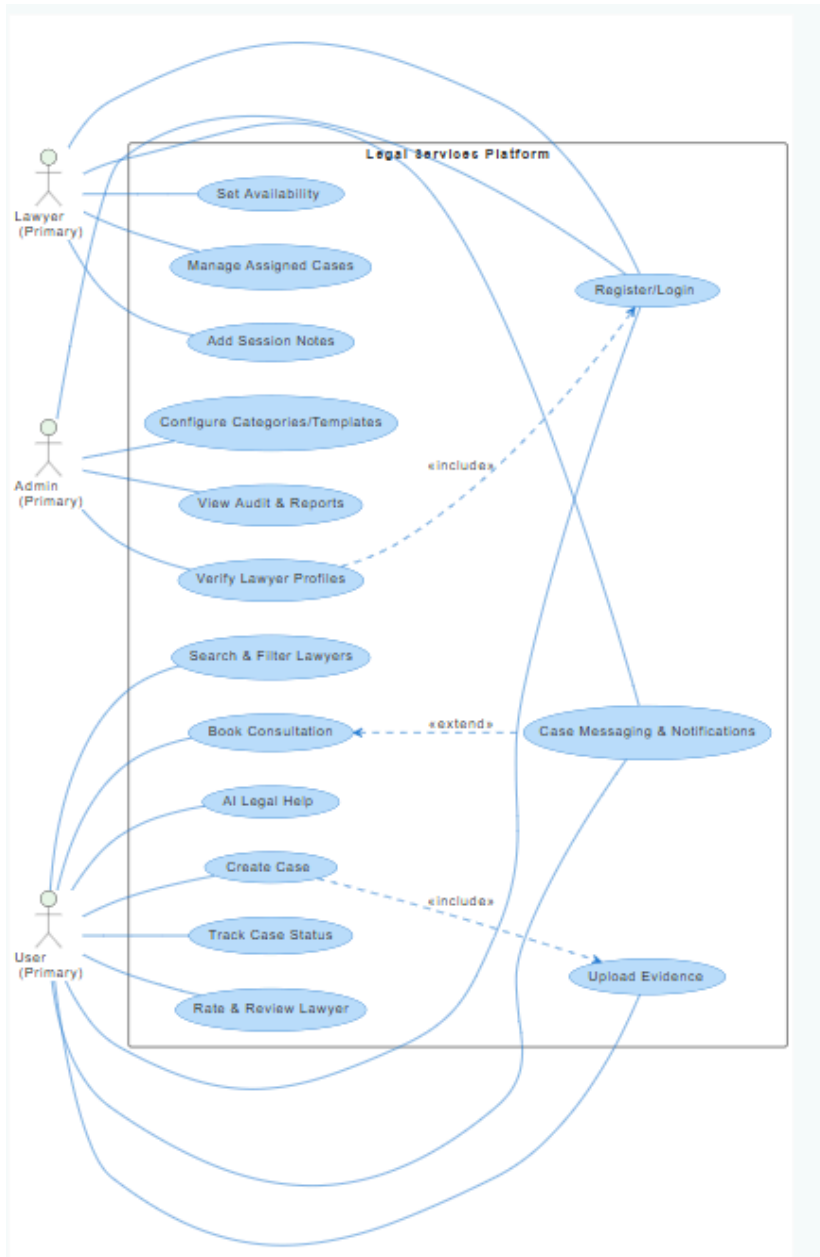 Legal Services Platform
Lawyer
(Primary)
Set Availability
Manage Assigned Cases
Register/Login
Add Session Notes
Configure Categories/Templates
«include»
Admin
(Primary)
View Audit & Reports
Verify Lawyer Profiles
Search & Filter Lawyers
Book Consultation
«extend»
Case Messaging & Notifications
AI Legal Help
Create Case
«include»
User
(Primary)
Track Case Status
Upload Evidence
Rate & Review Lawyer